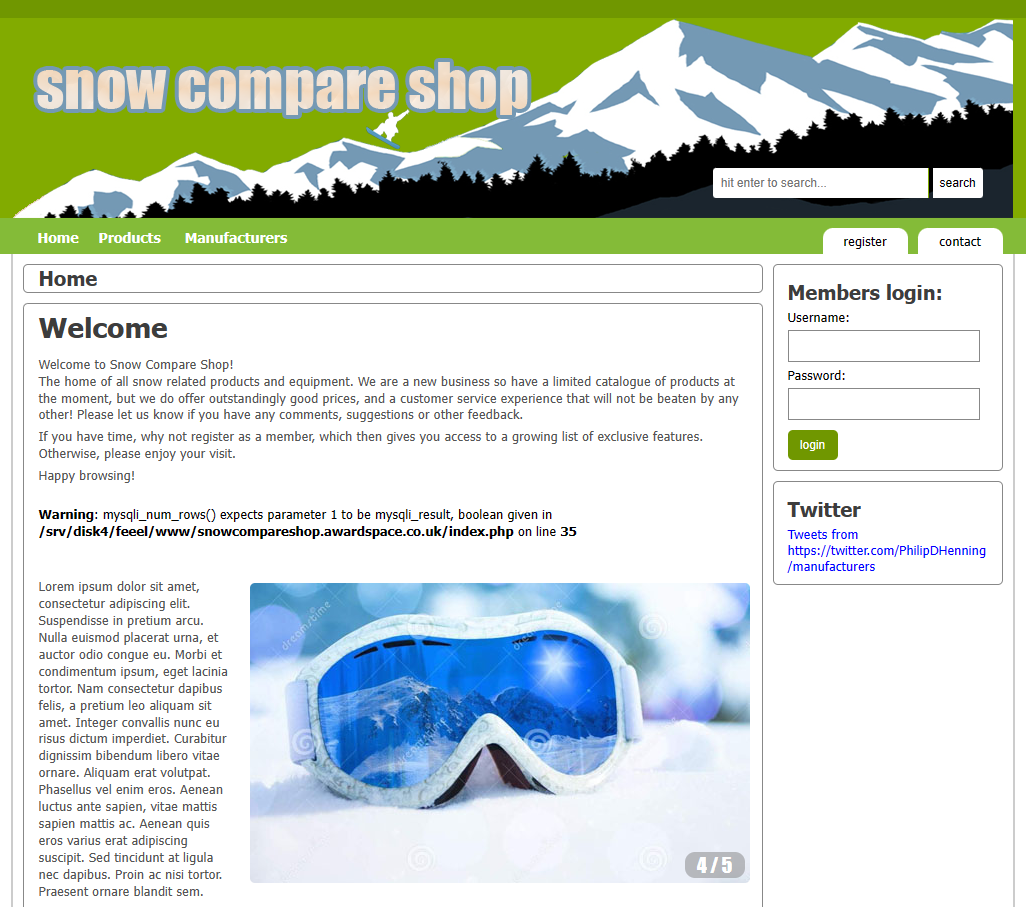 snow compare shop
hit enter to search...
search
Home Products Manufacturers
register contact
Home
Welcome
Welcome to Snow Compare Shop!
The home of all snow related products and equipment. We are a new business so have a limited catalogue of products at
the moment, but we do offer outstandingly good prices, and a customer service experience that will not be beaten by any
other! Please let us know if you have any comments, suggestions or other feedback.
If you have time, why not register as a member, which then gives you access to a growing list of exclusive features.
Otherwise, please enjoy your visit.
Happy browsing!
Warning: mysqli_num_rows() expects parameter 1 to be mysqli_result, boolean given in
/srv/disk4/feeel/www/snowcompareshop.awardspace.co.uk/index.php on line 35
Lorem ipsum dolor sit amet,
consectetur adipiscing elit.
Suspendisse in pretium arcu.
Nulla euismod placerat urna, et
auctor odio congue eu. Morbi et
condimentum ipsum, eget lacinia
tortor. Nam consectetur dapibus
felis, a pretium leo aliquam sit
amet. Integer convallis nunc eu
risus dictum imperdiet. Curabitur
dignissim bibendum libero vitae
ornare. Aliquam erat volutpat.
Phasellus vel enim eros. Aenean
luctus ante sapien, vitae mattis
sapien mattis ac. Aenean quis
eros varius erat adipiscing
suscipit. Sed tincidunt at ligula
nec dapibus. Proin ac nisi tortor.
Praesent ornare blandit sem.
dreamstime
4/5
Members login:
Username:
Password:
login
Twitter
Tweets from
https://twitter.com/PhilipDHenning
/manufacturers